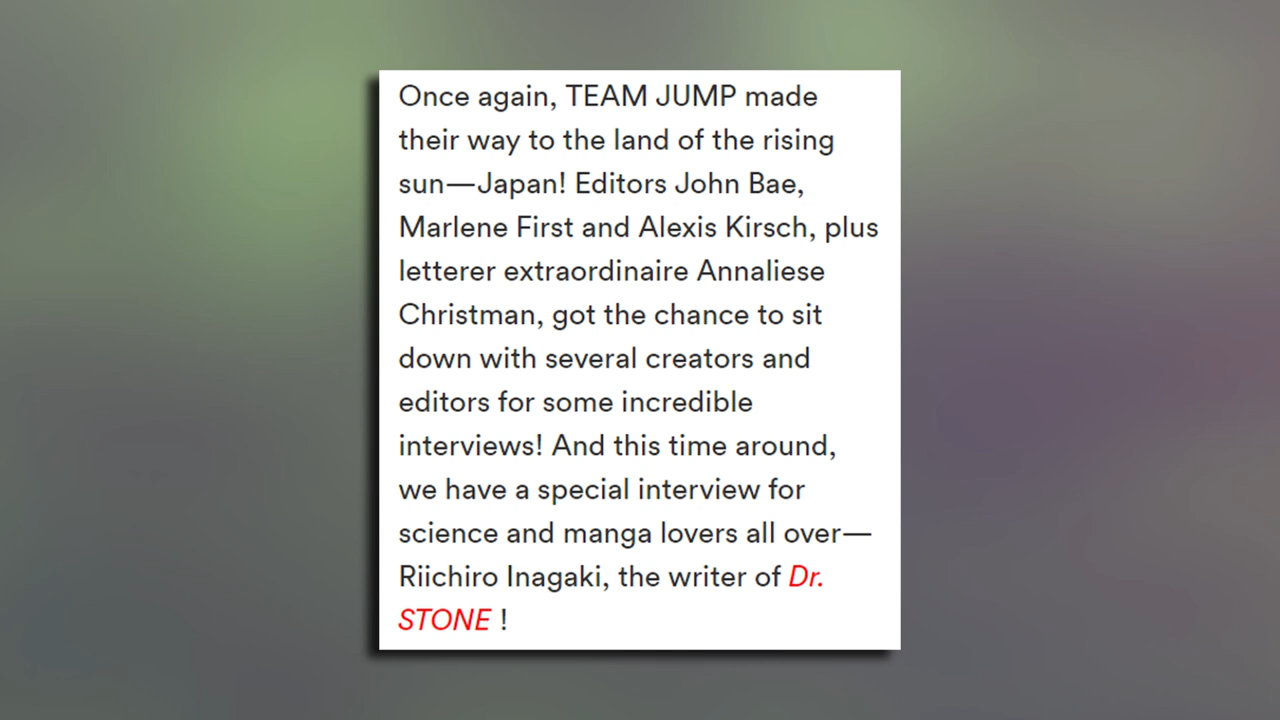 Once again, TEAM JUMP made
their way to the land of the rising
sun—Japan! Editors John Bae,
Marlene First and Alexis Kirsch, plus
letterer extraordinaire Annaliese
Christman, got the chance to sit
down with several creators and
editors for some incredible
interviews! And this time around,
we have a special interview for
science and manga lovers all over—
Riichiro Inagaki, the writer of Dr.
STONE !